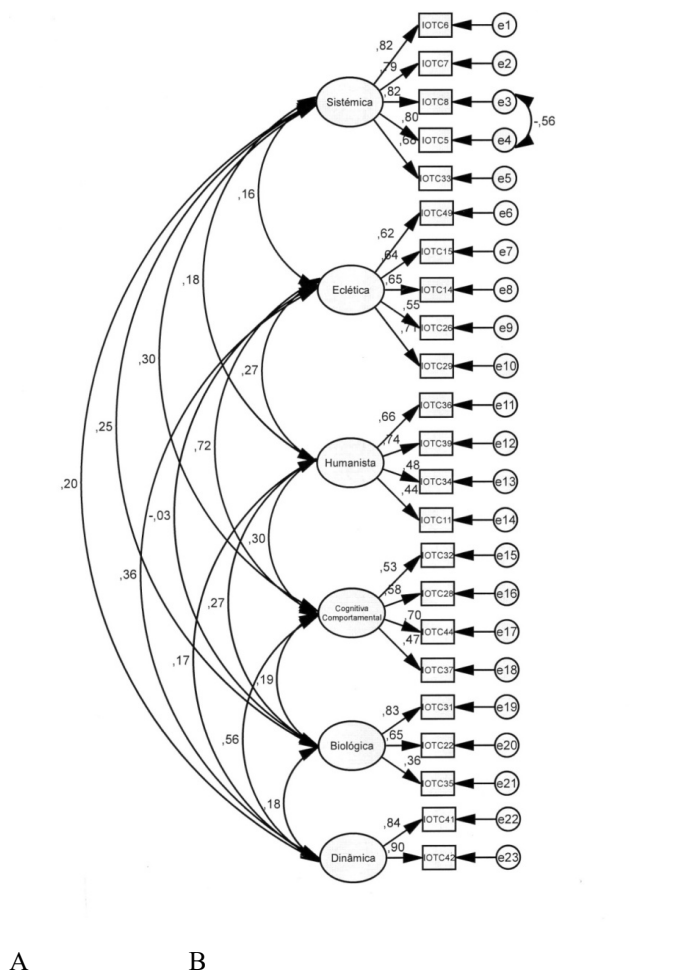 IOTC6 e1
,82
IOTC7 e2
,79
Sistémica ,82 IOTC8 e3
-,56
,80 IOTC5 e4
,68
IOTC33 e5
,16
IOTC49 e6
,62
IOTC15 e7
,64
,18
Eclética ,65 IOTC14 e8
,55 IOTC26 e9
,71
,30
IOTC29 e10
,27
IOTC36 e11
,66
,25
,74 IOTC39 e12
,72
Humanista
,48 IOTC34 e13
,20
,44
-,03 IOTC11 e14
,30
IOTC32 e15
,53
,36
,58 IOTC28 e16
,27
Cognitiva
Comportamental
,70 IOTC44 e17
,47
,17
IOTC37 e18
,19
,83 IOTC31 e19
,56
,65
Biológica IOTC22 e20
,36
IOTC35 e21
,18
,84 IOTC41 e22
,90
Dinâmica IOTC42 e23
A B